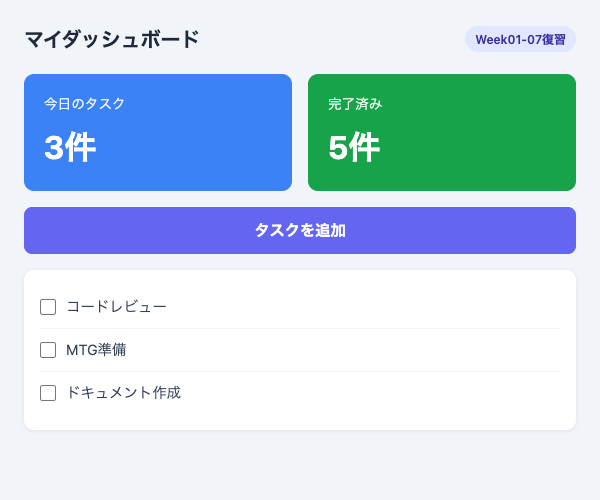 マイダッシュボード
Week01-07復習
今日のタスク
3件
完了済み
5件
タスクを追加
コードレビュー
MTG準備
ドキュメント作成